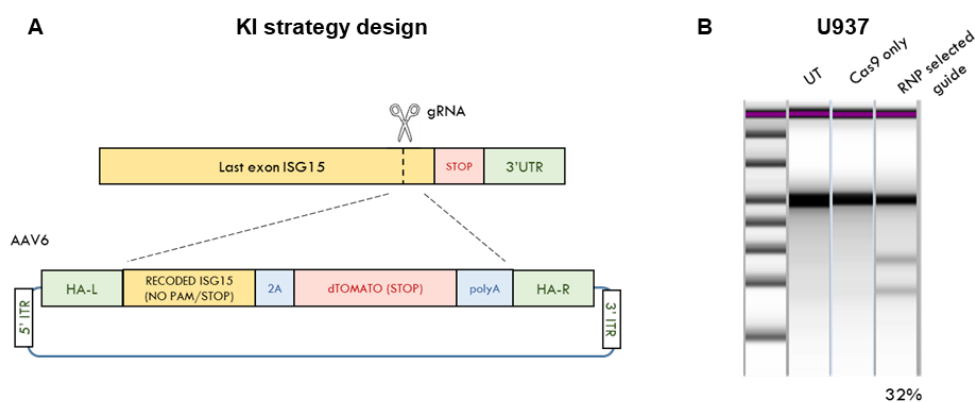 A
KI strategy design
B
U937
UT
Cas9 only
RNP selected
guide
gRNA
Last exon ISG15
STOP
3'UTR
AAV6
HA-L
RECODED ISG15
(NO PAM/STOP)
2A
dTOMATO (STOP)
polyA
HA-R
5' ITR
3' ITR
32%